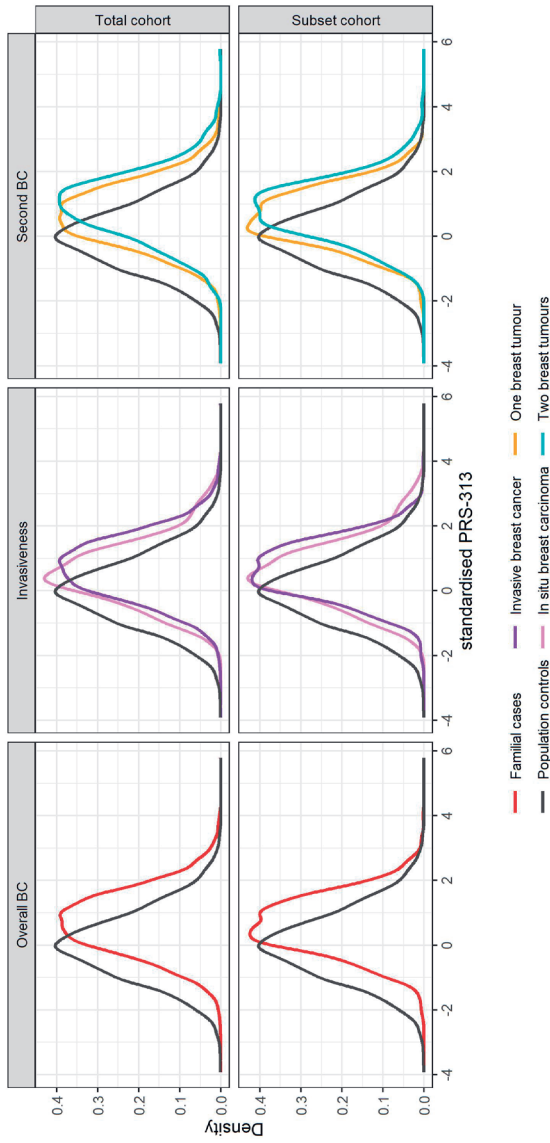 Overall BC
Invasiveness
Second BC
Total cohort
Subset cohort
Density
0.4
0.3
0.2
0.1
0.0
0.4
0.3
0.2
0.1
0.0
-4
-2
0
2
4
6
-4
-2
0
2
4
6
-4
-2
0
2
4
6
standardised PRS-313
Familial cases
Invasive breast cancer
One breast tumour
Population controls
In situ breast carcinoma
Two breast tumours